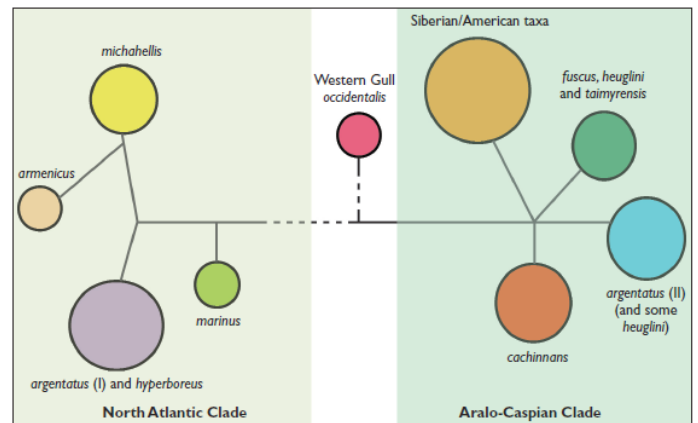 Siberian/American taxa
michahellis
Western Gull
occidentalis
fuscus, heuglini
and taimyrensis
armenicus
argentatus (II)
(and some
heuglini)
marinus
cachinnans
argentatus (I) and hyperboreus
North Atlantic Clade
Aralo-Caspian Clade